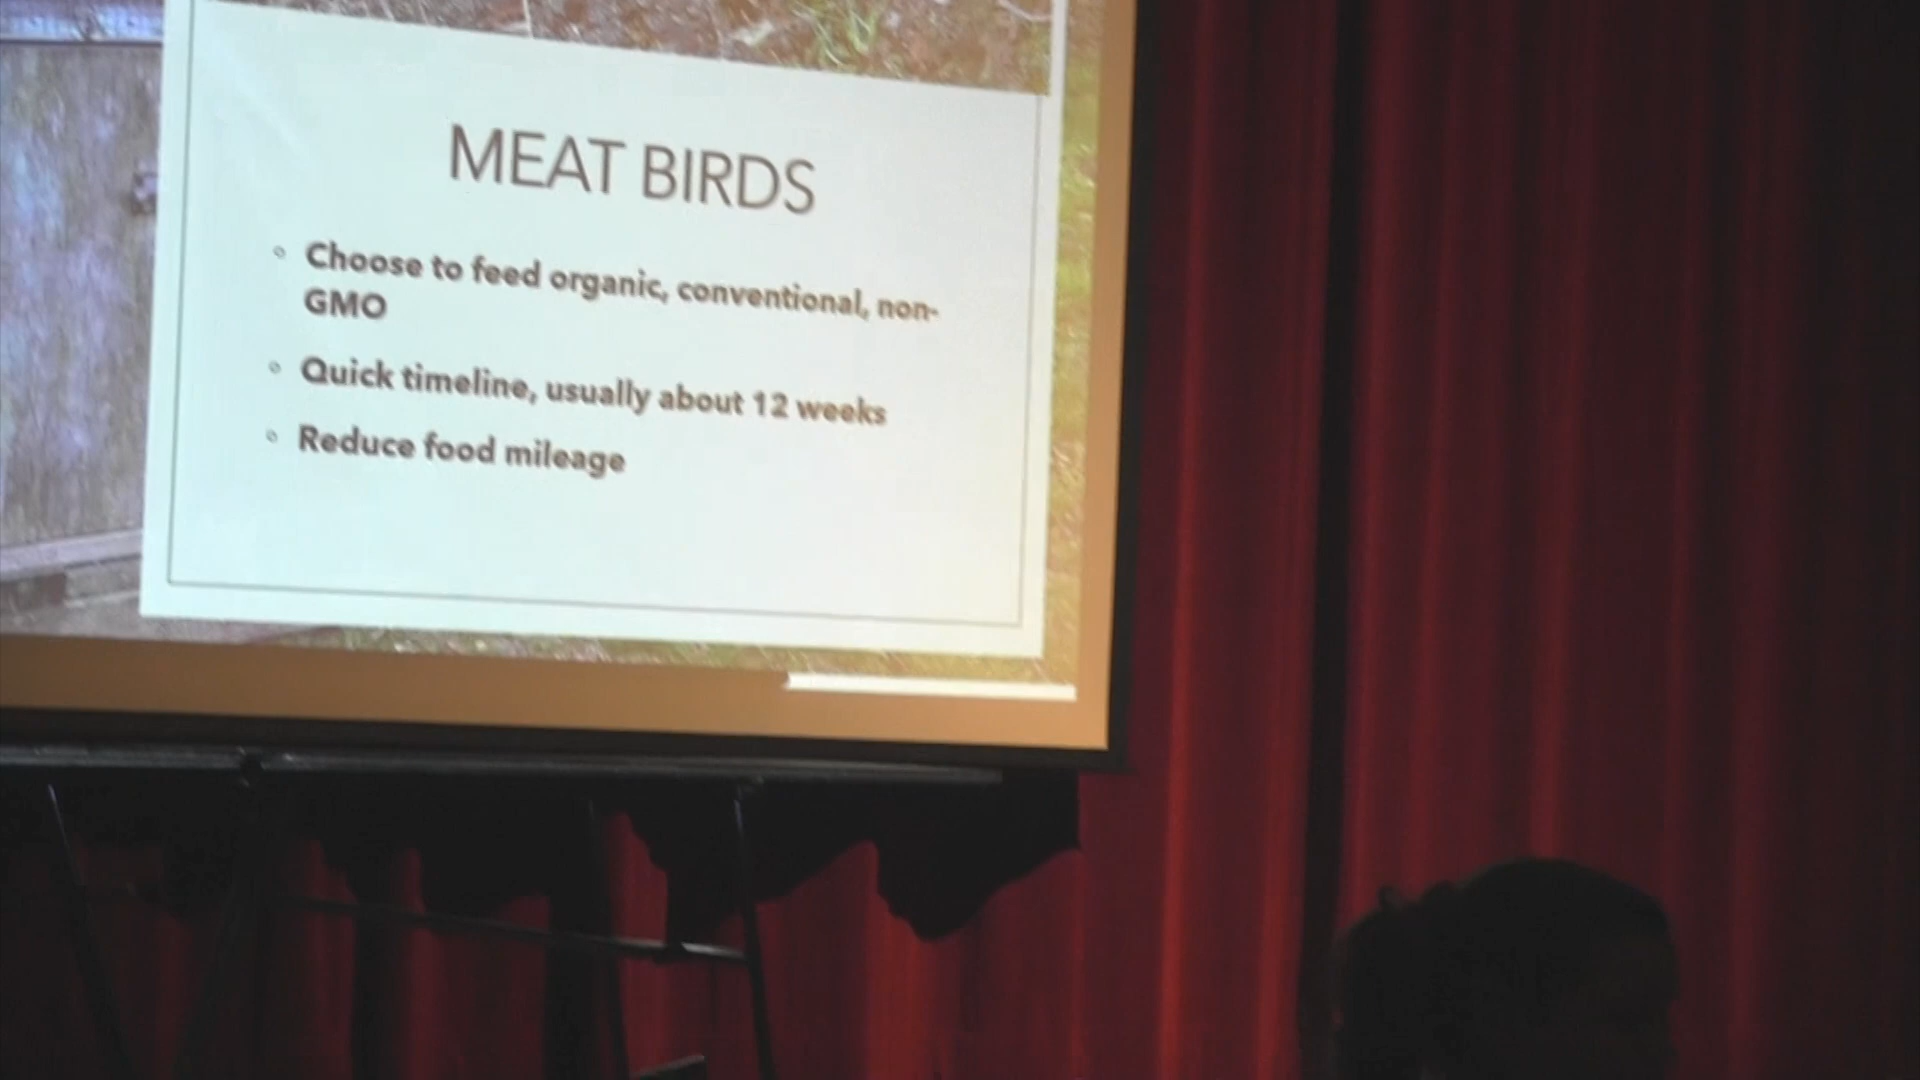 MEAT BIRDS
Choose to feed organic, conventional, non-
GMO
Quick timeline, usually about 12 weeks
Reduce food mileage